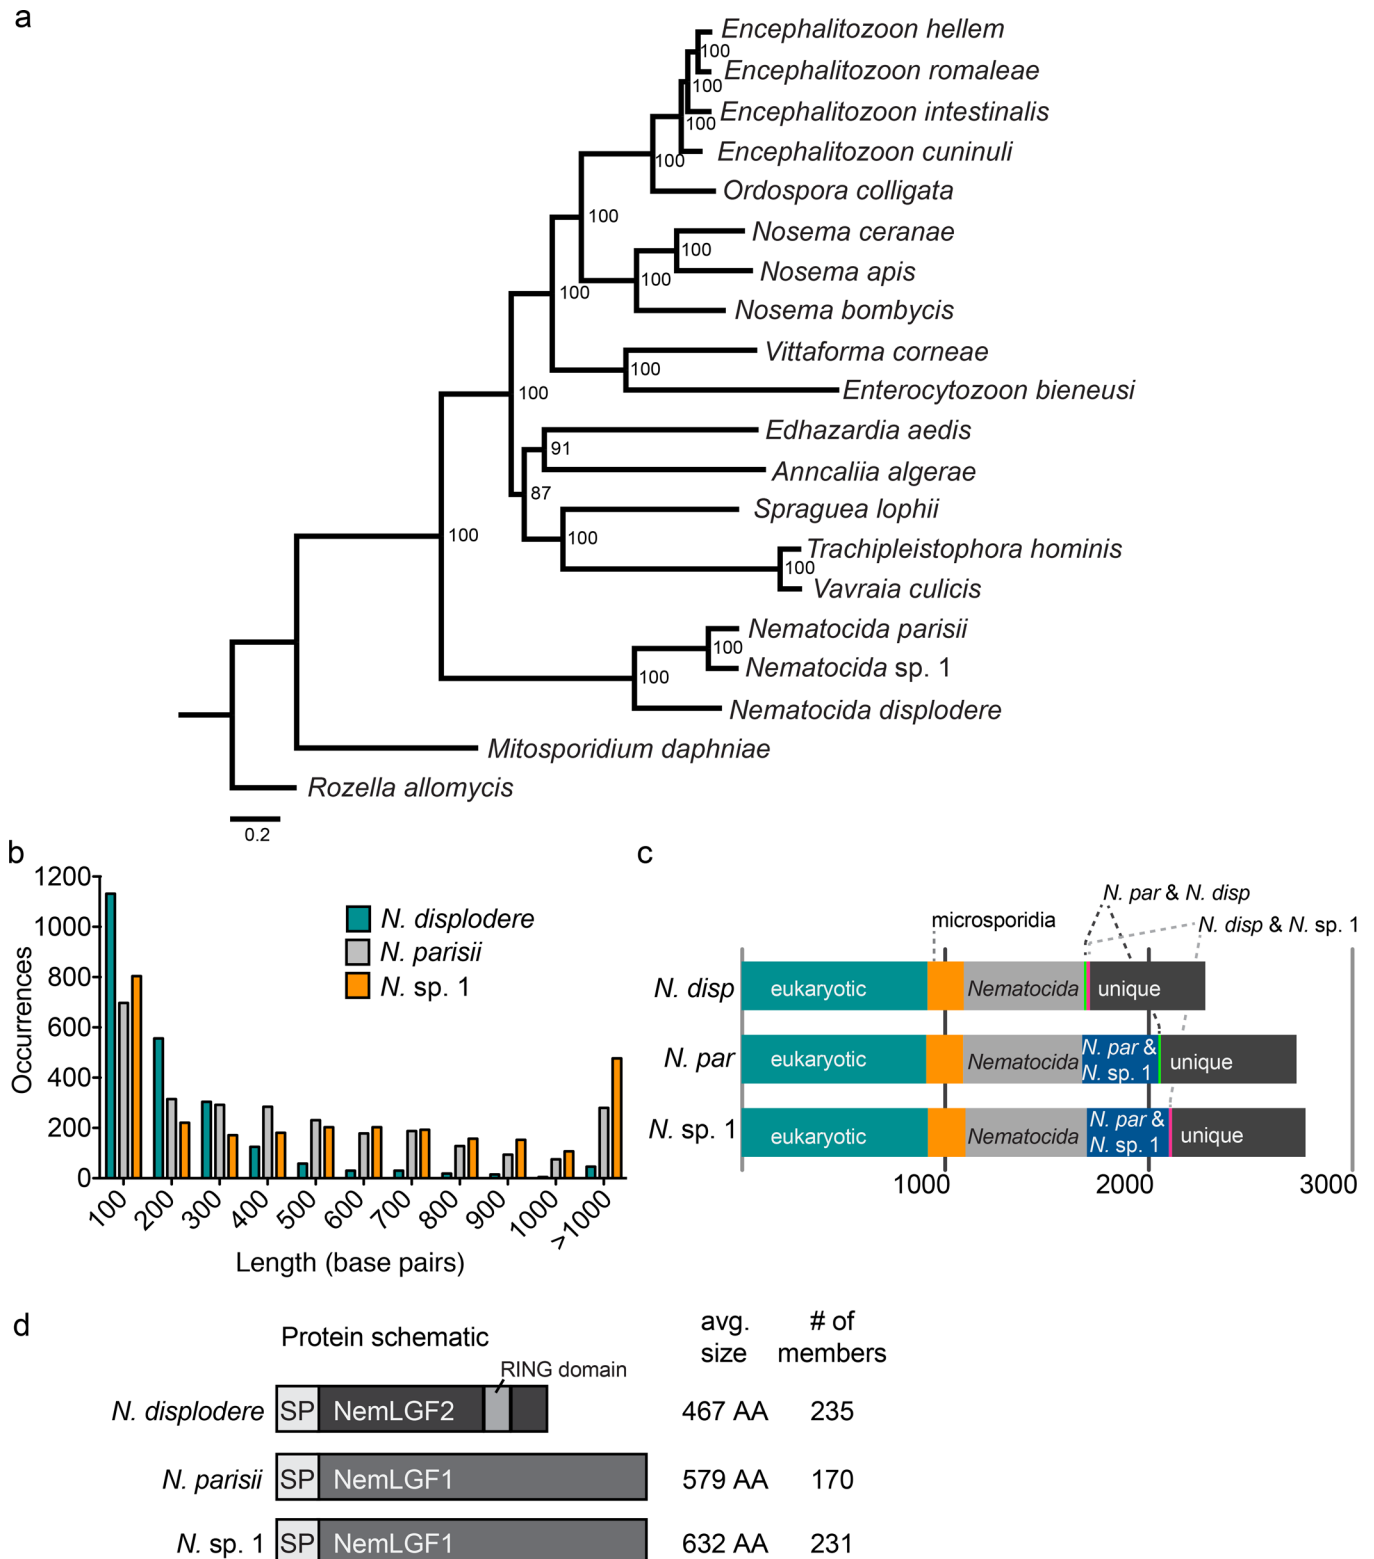 a
Encephalitozoon hellem
100
Encephalitozoon romaleae
100
Encephalitozoon intestinalis
100
Encephalitozoon cuninuli
100
Ordospora colligata
100
Nosema ceranae
100
Nosema apis
100
100
Nosema bombycis
Vittaforma corneae
100
Enterocytozoon bieneusi
100
Edhazardia aedis
91
Anncaliia algerae
87
Spraguea lophii
100
100
Trachipleistophora hominis
100
Vavraia culicis
Nematocida parisii
100
Nematocida sp. 1
100
Nematocida displodere
Mitosporidium daphniae
Rozella allomycis
0.2
b
Occurrences
1200
1000
800
600
400
200
0
N. displodere
N. parisii
N. sp. 1
100
200
300
400
500
600
700
800
900
1000
>1000
Length (base pairs)
c
N. par & N. disp
microsporidia
N. disp & N. sp. 1
N. disp
eukaryotic
Nematocida
unique
N. par
eukaryotic
Nematocida
N. par &
N. sp. 1
unique
N. sp. 1
eukaryotic
Nematocida
N. par &
N. sp. 1
unique
1000
2000
3000
d
Protein schematic
avg.
size
# of
members
RING domain
N. displodere
SP
NemLGF2
467 AA
235
N. parisii
SP
NemLGF1
579 AA
170
N. sp. 1
SP
NemLGF1
632 AA
231